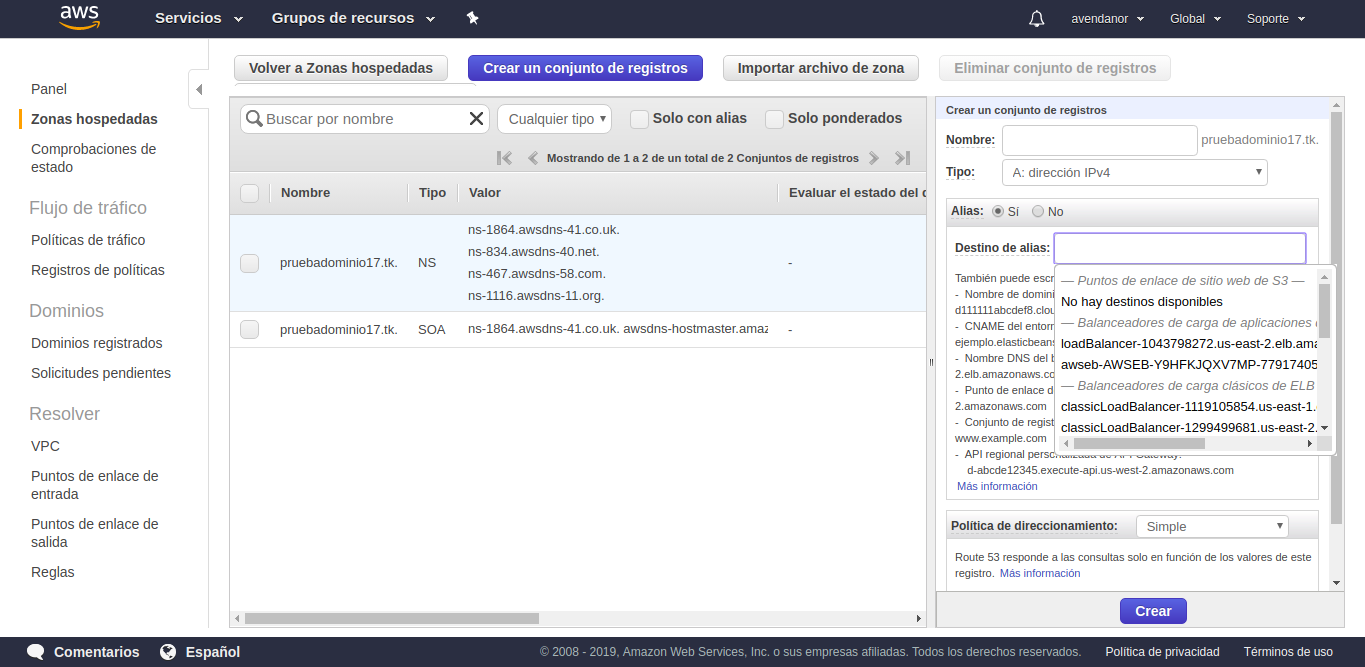 aws
Servicios
Grupos de recursos
avendanor
Global
Soporte
Panel
Zonas hospedadas
Comprobaciones de
estado
Flujo de tráfico
Políticas de tráfico
Registros de políticas
Dominios
Dominios registrados
Solicitudes pendientes
Resolver
VPC
Puntos de enlace de
entrada
Puntos de enlace de
salida
Reglas
Volver a Zonas hospedadas
Crear un conjunto de registros
Importar archivo de zona
Eliminar conjunto de registros
Buscar por nombre
Cualquier tipo
Solo con alias
Solo ponderados
Mostrando de 1 a 2 de un total de 2 Conjuntos de registros
Nombre
Tipo
Valor
Evaluar el estado del
pruebadominio17.tk.
NS
ns-1864.awsdns-41.co.uk.
ns-834.awsdns-40.net.
ns-467.awsdns-58.com.
ns-1116.awsdns-11.org.
-
pruebadominio17.tk.
SOA
ns-1864.awsdns-41.co.uk. awsdns-hostmaster.amaz
-
Crear un conjunto de registros
Nombre:
pruebadominio17.tk.
Tipo:
A: dirección IPv4
Alias:
Sí
No
Destino de alias:
También puede escr
- Nombre de domini
d111111abcdef8.clou
- CNAME del entorn
ejemplo.elasticbeans
- Nombre DNS del b
2.elb.amazonaws.co
- Punto de enlace d
2.amazonaws.com
- Conjunto de regist
www.example.com
- API regional personalizada de API Gateway:
d-abcde12345.execute-api.us-west-2.amazonaws.com
Más información
— Puntos de enlace de sitio web de S3 —
No hay destinos disponibles
— Balanceadores de carga de aplicaciones
loadBalancer-1043798272.us-east-2.elb.ama
awseb-AWSEB-Y9HFKJQXV7MP-77917405
— Balanceadores de carga clásicos de ELB
classicLoadBalancer-1119105854.us-east-1.
classicLoadBalancer-1299499681.us-east-2.
Política de direccionamiento:
Simple
Route 53 responde a las consultas solo en función de los valores de este
registro. Más información
Crear
Comentarios
Español
© 2008 - 2019, Amazon Web Services, Inc. o sus empresas afiliadas. Todos los derechos reservados.
Política de privacidad
Términos de uso